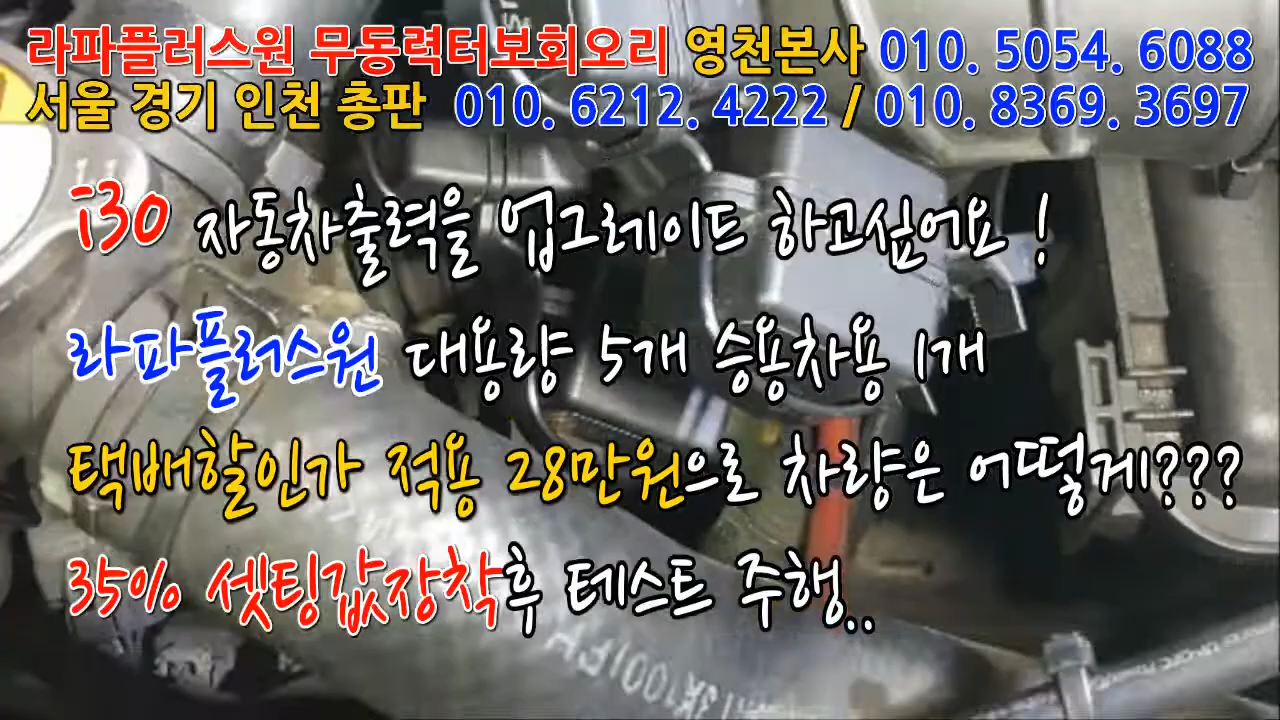 라파플러스원 무동력터보회오리 영천본사 010. 5054. 6088
서울 경기 인천 총판 010. 6212. 4222 / 010. 8369. 3697
i30 자동차출력을 업그레이드 하고싶어요 !
라파플러스원 대용량 5개 승용차용 1개
택배할인가 적용 28만원으로 차량은 어떻게???
35% 셋팅값장착후 테스트 주행..